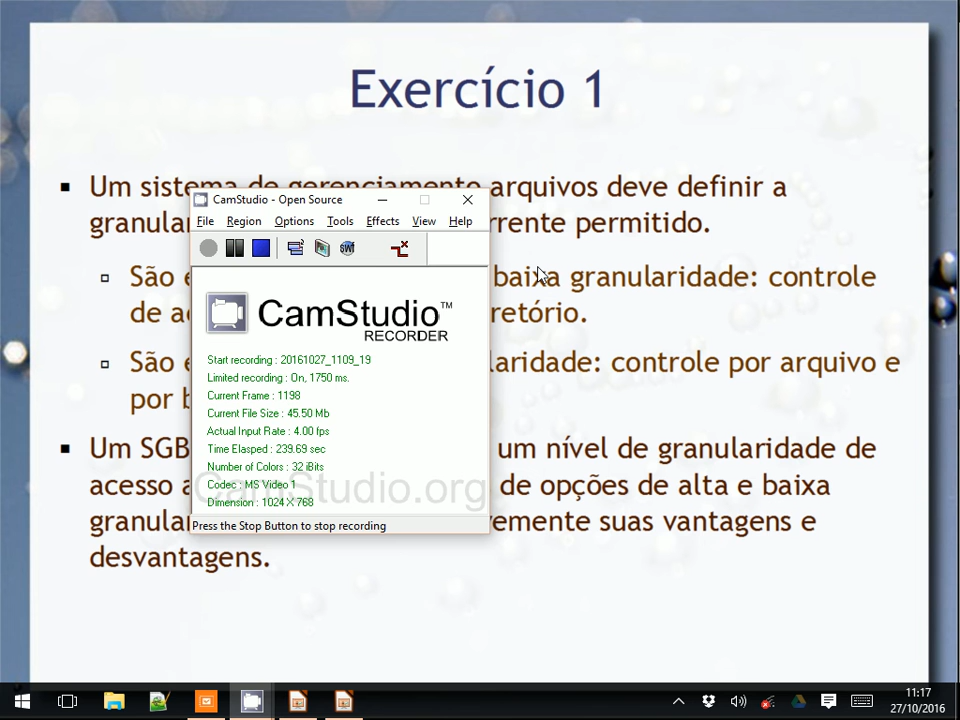 Exercício 1
Um sistema de gerenciamento arquivos deve definir a
granular rrente permitido.
São e baixa granularidade: controle
de a retório.
São e laridade: controle por arquivo e
por b
Um SGB um nível de granularidade de
acesso a de opções de alta e baixa
granular vemente suas vantagens e
desvantagens.
CamStudio - Open Source
File Region Options Tools Effects View Help
CamStudio™
RECORDER
Start recording : 20161027_1109_19
Limited recording : On, 1750 ms.
Current Frame : 1198
Current File Size : 45.50 Mb
Actual Input Rate : 4.00 fps
Time Elasped : 239.69 sec
Number of Colors : 32 iBits
Codec : MS Video 1
CamStudio.org
Dimension : 1024 X 768
Press the Stop Button to stop recording
11:17
27/10/2016